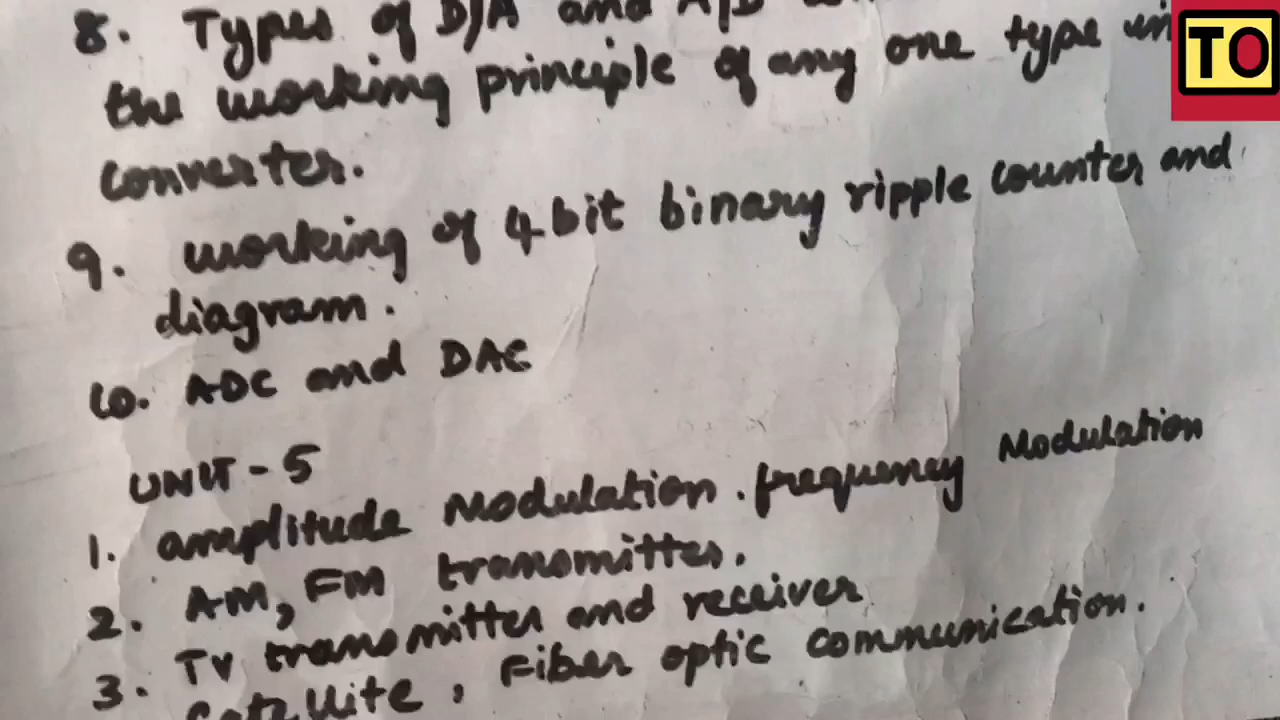 8. Types of D/A and A/D
TO
the working principle of any one type in
converter.
9. working of 4 bit binary ripple counter and
diagram.
10. ADC and DAC
UNIT - 5
1. amplitude Modulation. frequency Modulation
2. AM, FM transmitter.
3. TV transmitter and receiver
Satellite, Fiber optic communication.